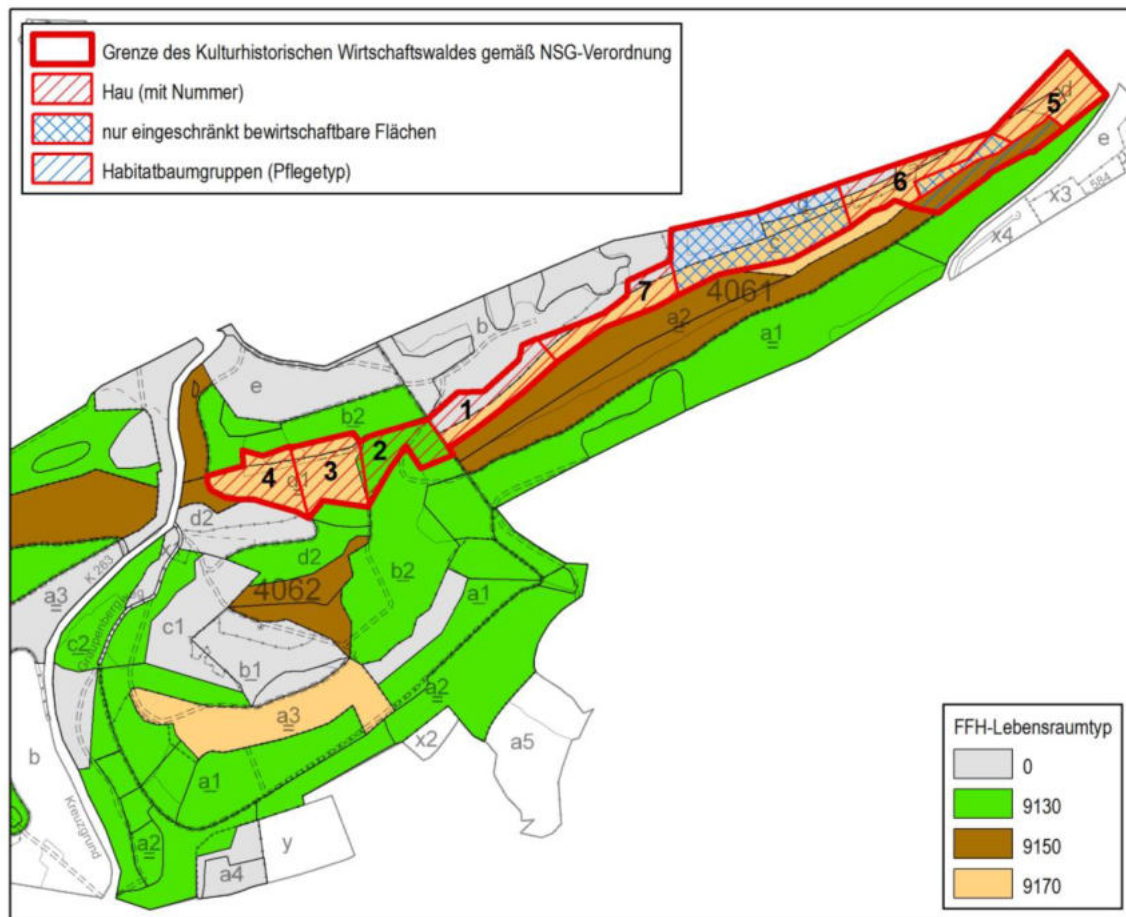 Grenze des Kulturhistorischen Wirtschaftswaldes gemäß NSG-Verordnung
Hau (mit Nummer)
nur eingeschränkt bewirtschaftbare Flächen
Habitatbaumgruppen (Pflegetyp)
d
5
e
x3
584
x4
6
c
4061
7
a2
a1
b
e
b2
1
2
3
4
d2
d2
b2
4062
K 263
a3
c2
c1
b1
a1
a2
a3
x2
a5
b
a1
Kreuzgrund
a2
a4
y
FFH-Lebensraumtyp
0
9130
9150
9170